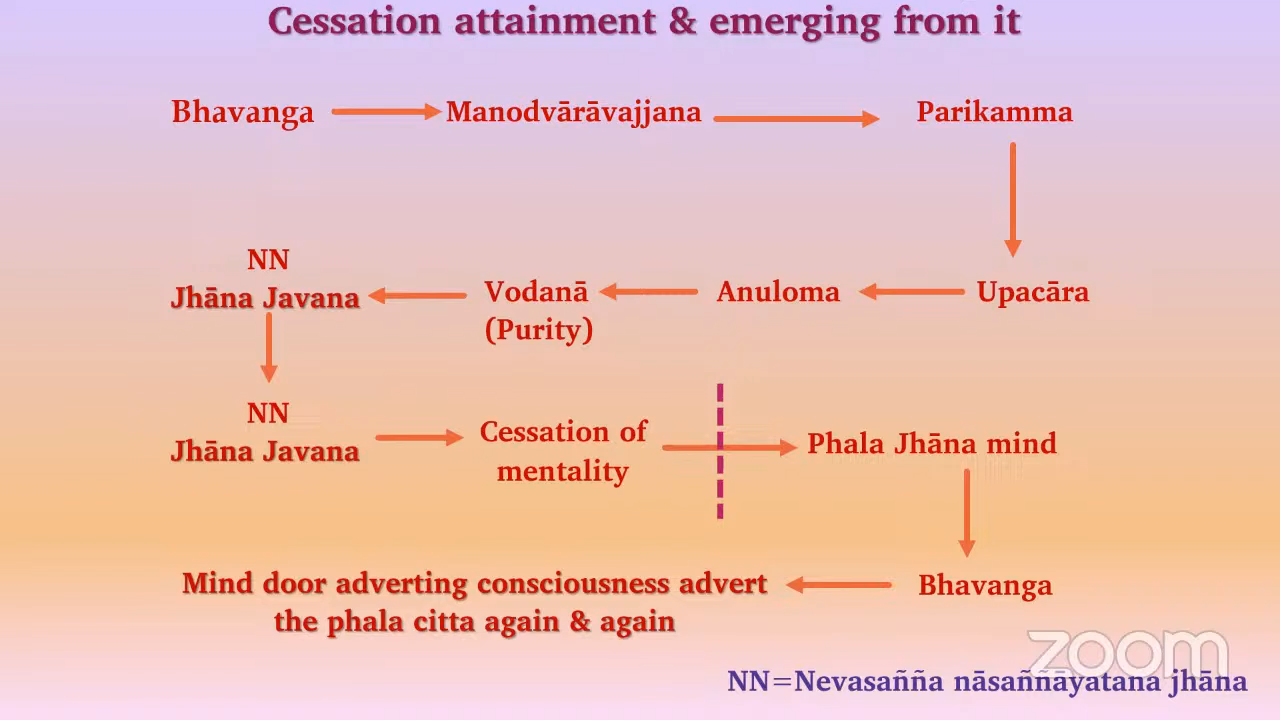 Cessation attainment & emerging from it
Bhavanga
Manodvārāvajjana
Parikamma
Upacāra
Anuloma
Vodanā
(Purity)
NN
Jhāna Javana
NN
Jhāna Javana
Cessation of
mentality
Phala Jhāna mind
Bhavanga
Mind door adverting consciousness advert
the phala citta again & again
zoom
NN=Nevasañña nāsaññāyatana jhāna